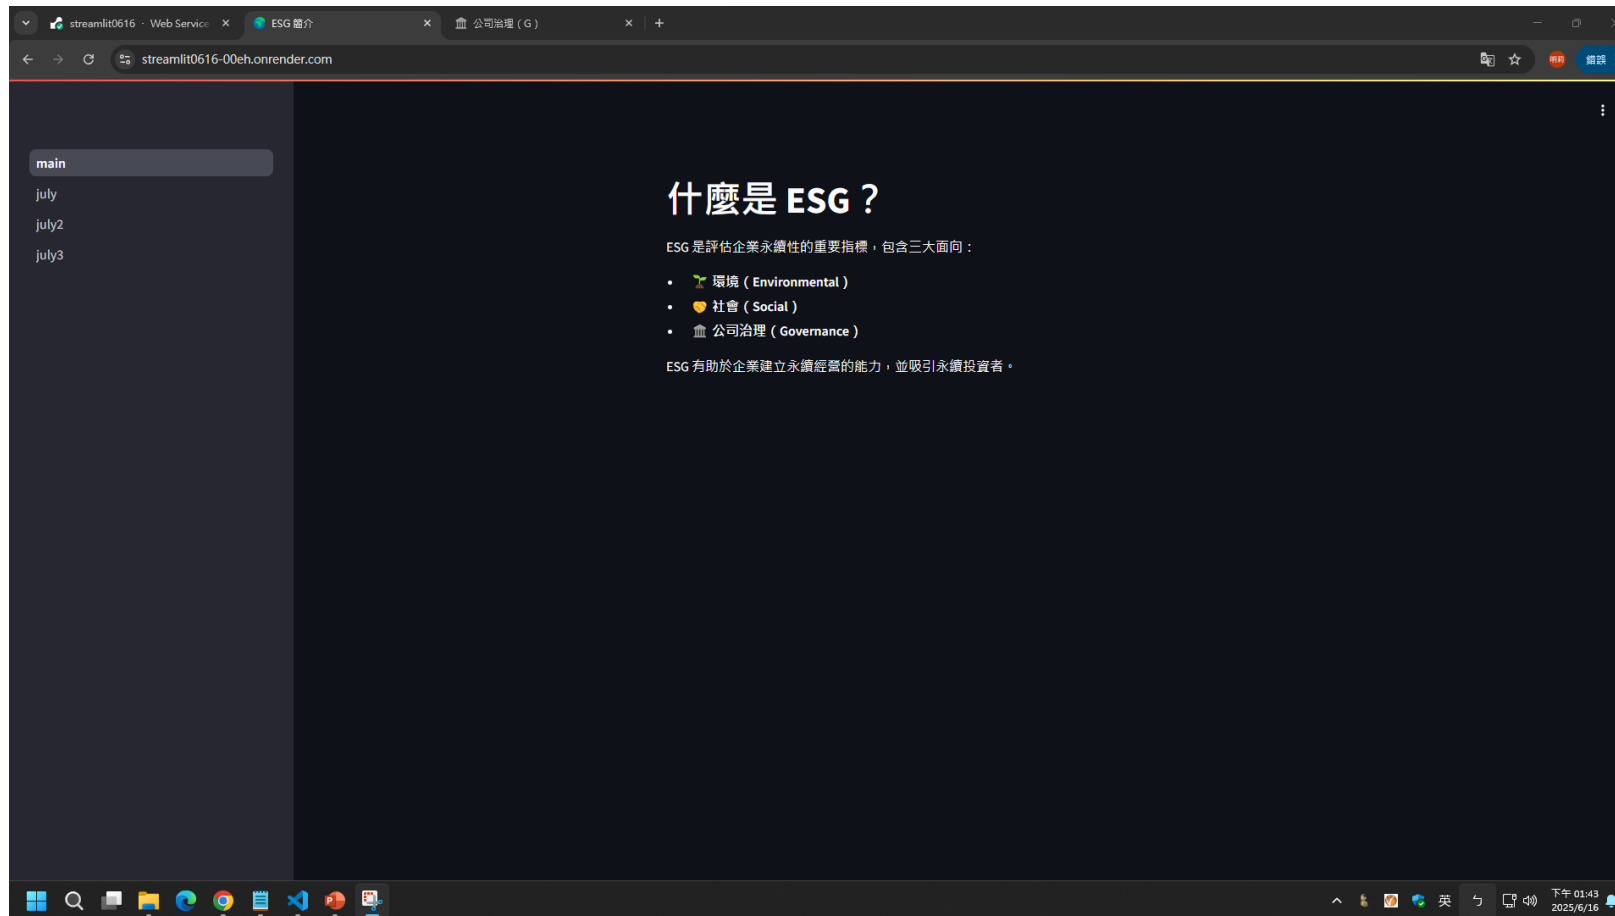 streamlit0616 · Web Service
ESG 簡介
公司治理（G）
streamlit0616-00eh.onrender.com
明莉
錯誤
main
july
july2
july3
什麼是 ESG？
ESG 是評估企業永續性的重要指標，包含三大面向：
環境（Environmental）
社會（Social）
公司治理（Governance）
ESG 有助於企業建立永續經營的能力，並吸引永續投資者。
英
ㄅ
下午 01:43
2025/6/16